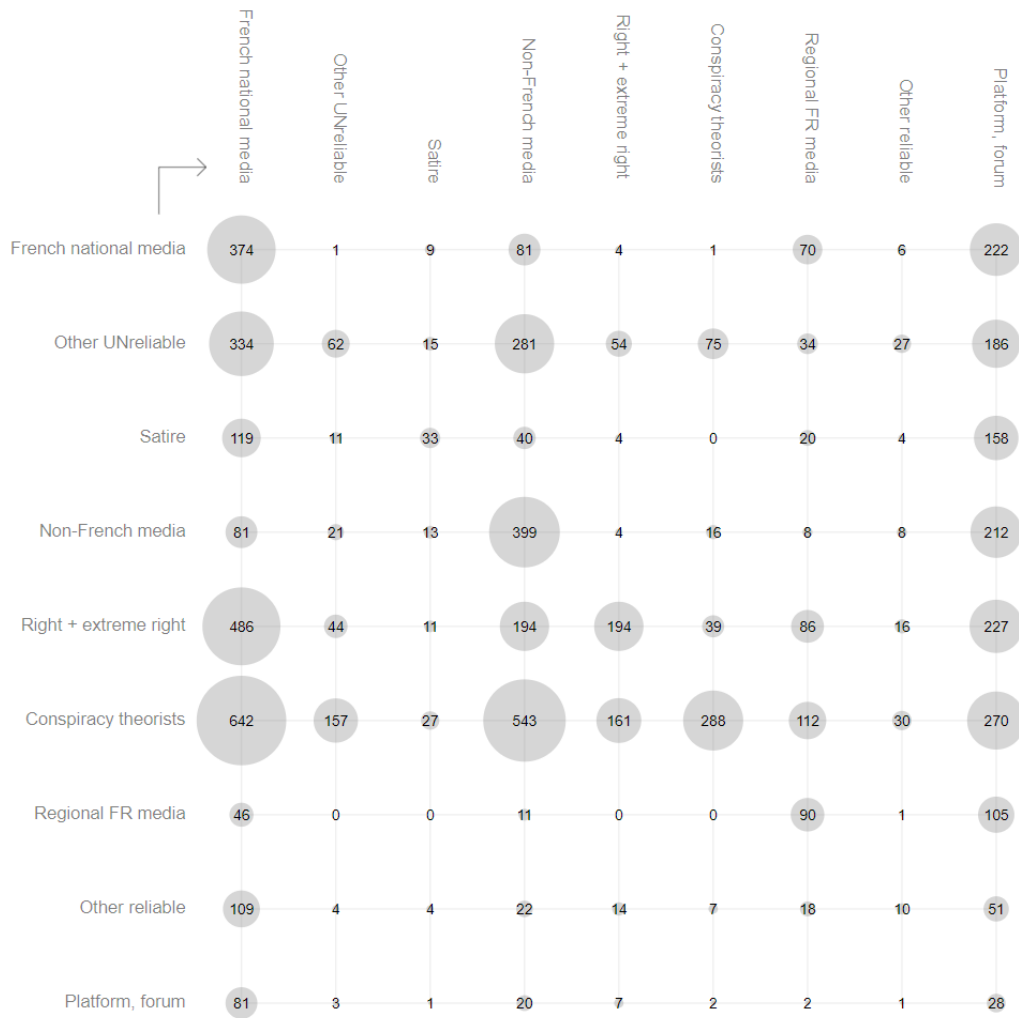 French national media
Other UNreliable
Satire
Non-French media
Right + extreme right
Conspiracy theorists
Regional FR media
Other reliable
Platform, forum
French national media 374 1 9 81 4 1 70 6 222
Other UNreliable 334 62 15 281 54 75 34 27 186
Satire 119 11 33 40 4 0 20 4 158
Non-French media 81 21 13 399 4 16 8 8 212
Right + extreme right 486 44 11 194 194 39 86 16 227
Conspiracy theorists 642 157 27 543 161 288 112 30 270
Regional FR media 46 0 0 11 0 0 90 1 105
Other reliable 109 4 4 22 14 7 18 10 51
Platform, forum 81 3 1 20 7 2 2 1 28